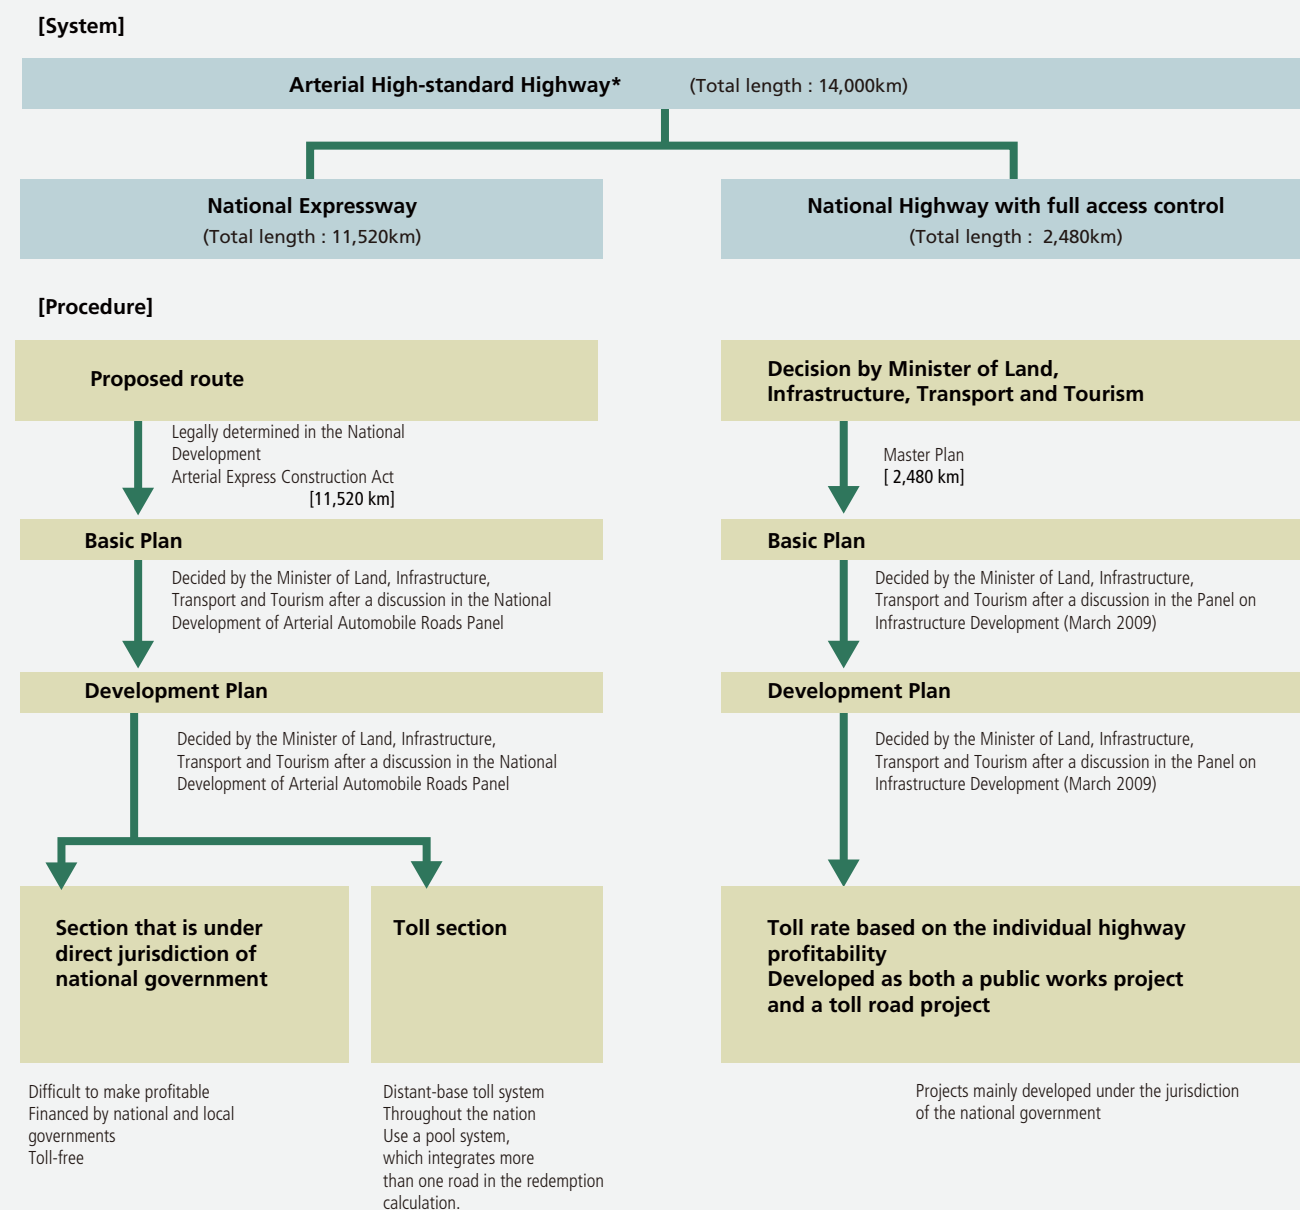 [System]
Arterial High-standard Highway* (Total length : 14,000km)
National Expressway
(Total length : 11,520km)
National Highway with full access control
(Total length : 2,480km)
[Procedure]
Proposed route
Legally determined in the National
Development
Arterial Express Construction Act
[11,520 km]
Basic Plan
Decided by the Minister of Land, Infrastructure,
Transport and Tourism after a discussion in the National
Development of Arterial Automobile Roads Panel
Development Plan
Decided by the Minister of Land, Infrastructure,
Transport and Tourism after a discussion in the National
Development of Arterial Automobile Roads Panel
Section that is under
direct jurisdiction of
national government
Difficult to make profitable
Financed by national and local
governments
Toll-free
Toll section
Distant-base toll system
Throughout the nation
Use a pool system,
which integrates more
than one road in the redemption
calculation.
Decision by Minister of Land,
Infrastructure, Transport and Tourism
Master Plan
[ 2,480 km]
Basic Plan
Decided by the Minister of Land, Infrastructure,
Transport and Tourism after a discussion in the Panel on
Infrastructure Development (March 2009)
Development Plan
Decided by the Minister of Land, Infrastructure,
Transport and Tourism after a discussion in the Panel on
Infrastructure Development (March 2009)
Toll rate based on the individual highway
profitability
Developed as both a public works project
and a toll road project
Projects mainly developed under the jurisdiction
of the national government